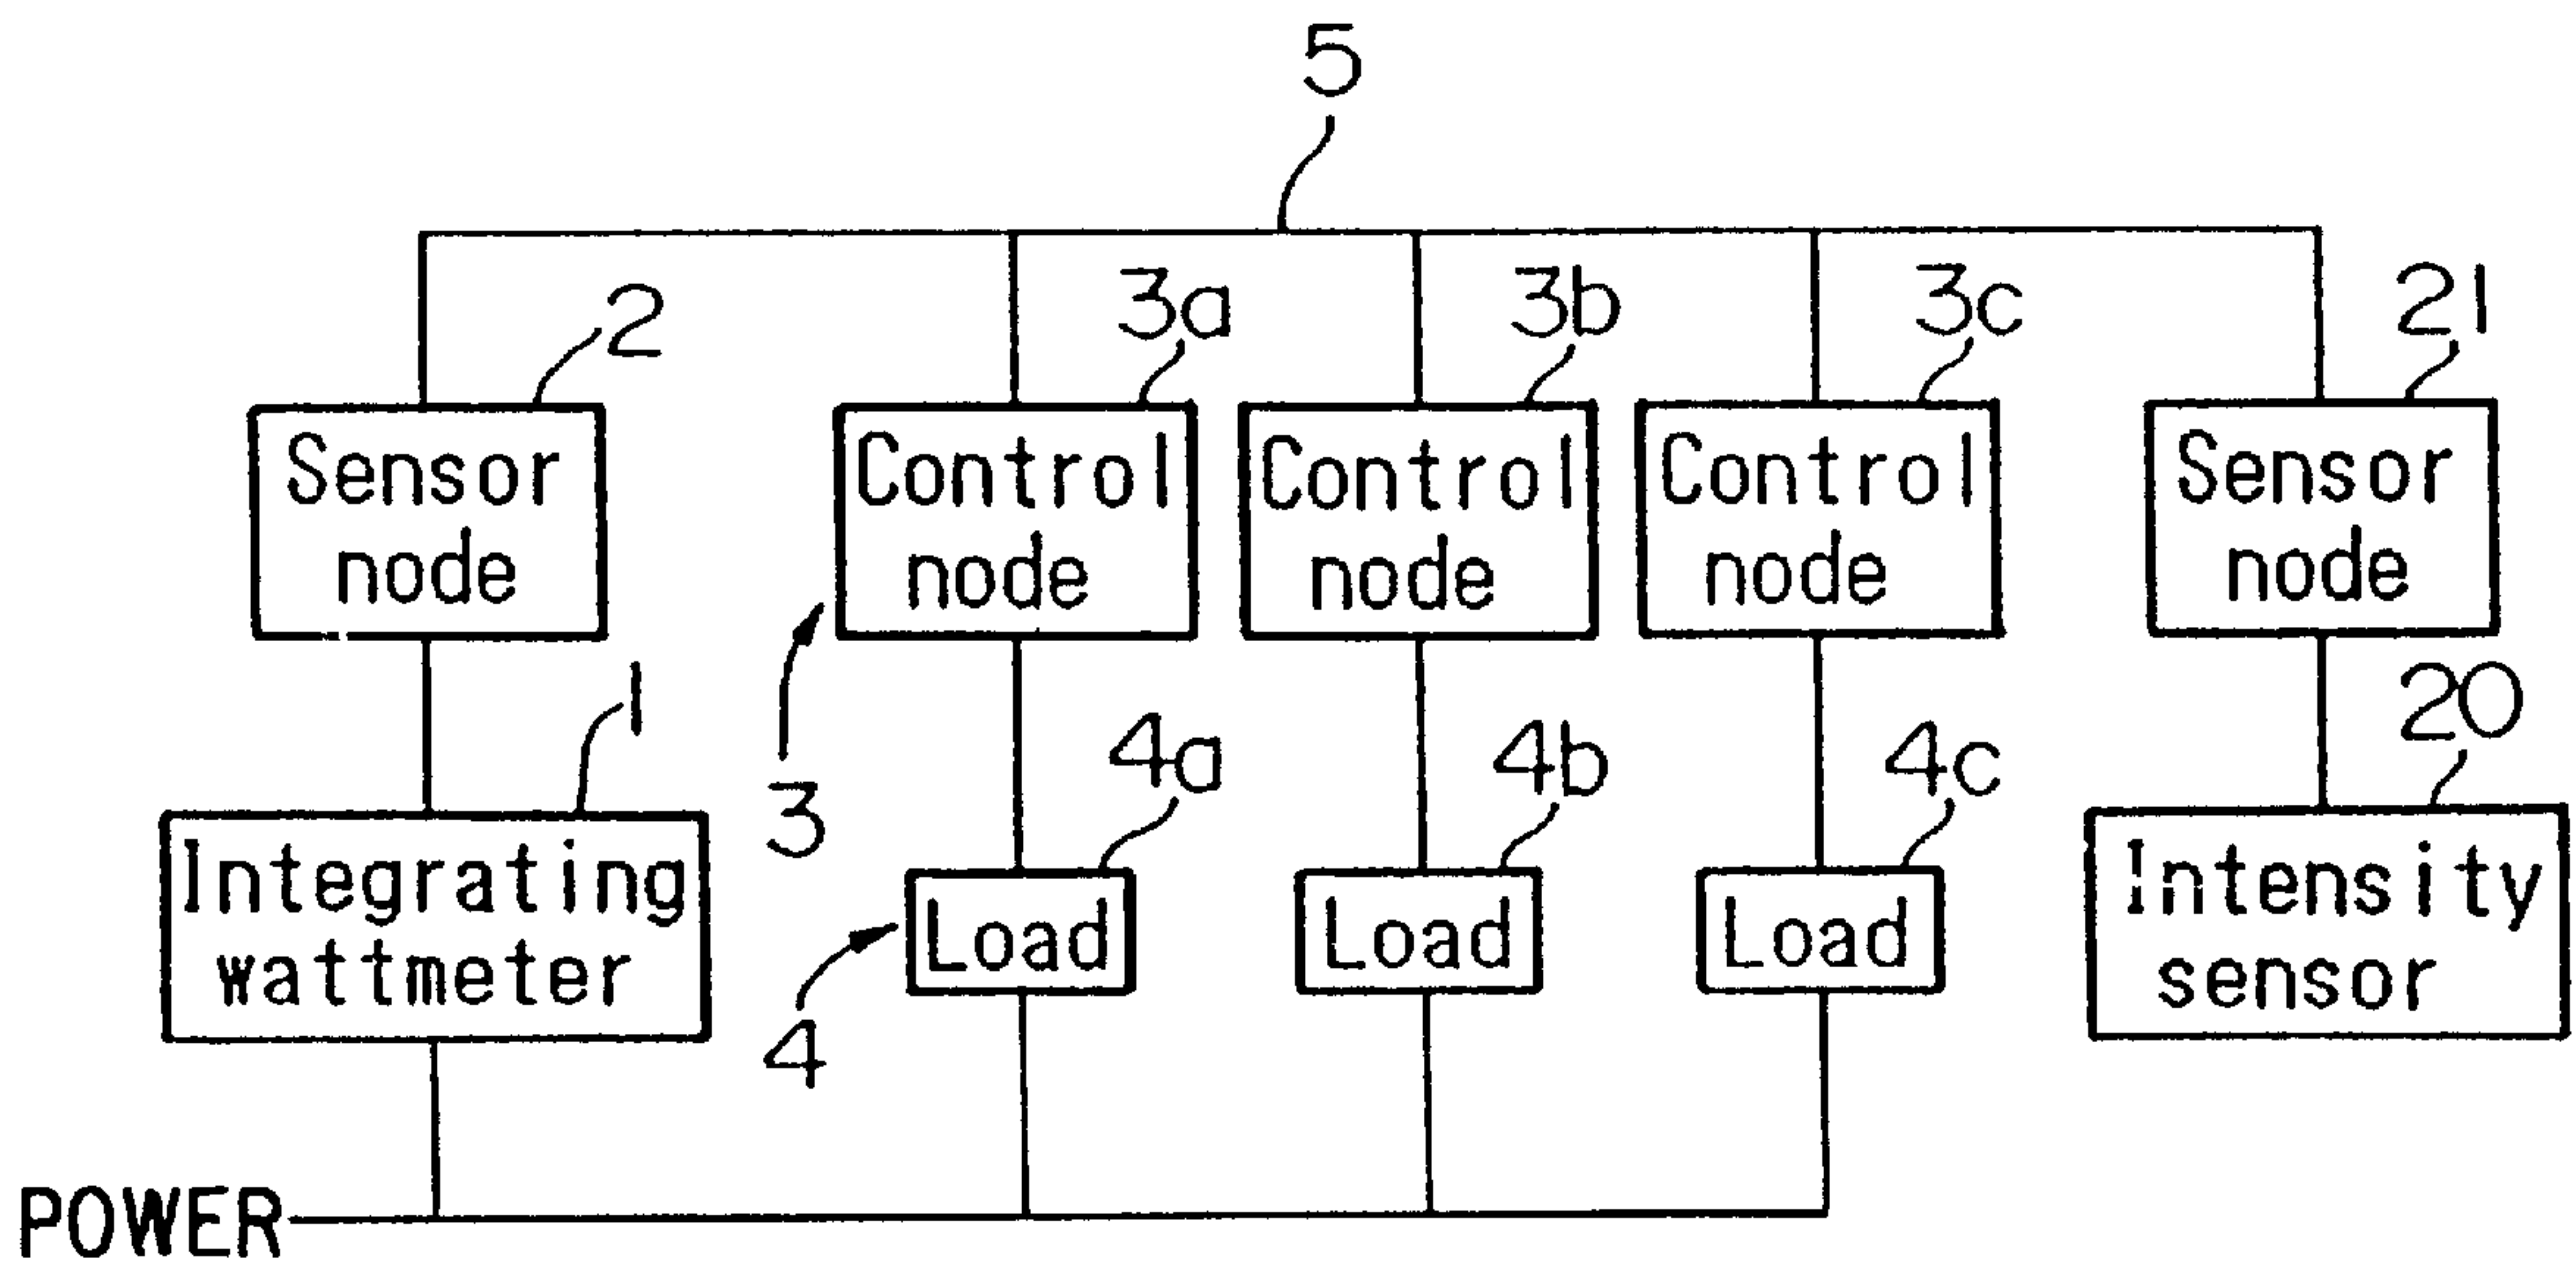 5
2
3a
3b
3c
21
Sensor
node
Control
node
Control
node
Control
node
Sensor
node
3
1
4a
4b
4c
20
Integrating
wattmeter
4
Load
Load
Load
Intensity
sensor
POWER